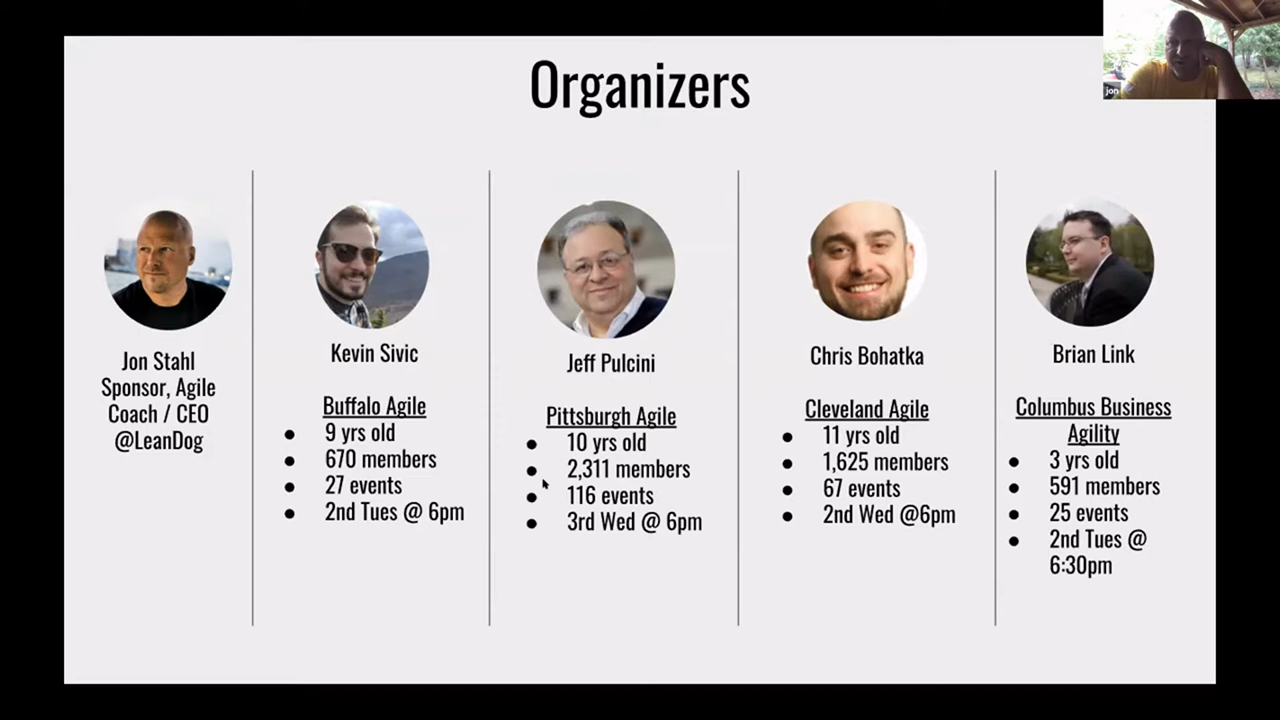 Organizers
jon
Jon Stahl
Sponsor, Agile
Coach / CEO
@LeanDog
Kevin Sivic
Buffalo Agile
● 9 yrs old
● 670 members
● 27 events
● 2nd Tues @ 6pm
Jeff Pulcini
Pittsburgh Agile
● 10 yrs old
● 2,311 members
● 116 events
● 3rd Wed @ 6pm
Chris Bohatka
Cleveland Agile
● 11 yrs old
● 1,625 members
● 67 events
● 2nd Wed @6pm
Brian Link
Columbus Business
Agility
● 3 yrs old
● 591 members
● 25 events
● 2nd Tues @
6:30pm